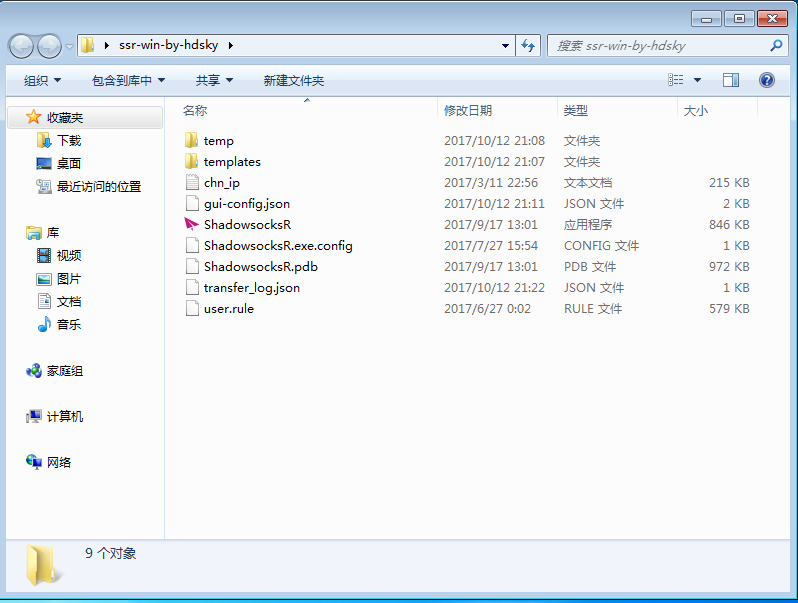 ssr-win-by-hdsky
搜索 ssr-win-by-hdsky
组织 包含到库中 共享 新建文件夹
收藏夹
下载
桌面
最近访问的位置
库
视频
图片
文档
音乐
家庭组
计算机
网络
名称 修改日期 类型 大小
temp 2017/10/12 21:08 文件夹
templates 2017/10/12 21:07 文件夹
chn_ip 2017/3/11 22:56 文本文档 215 KB
gui-config.json 2017/10/12 21:11 JSON 文件 2 KB
ShadowsocksR 2017/9/17 13:01 应用程序 846 KB
ShadowsocksR.exe.config 2017/7/27 15:54 CONFIG 文件 1 KB
ShadowsocksR.pdb 2017/9/17 13:01 PDB 文件 972 KB
transfer_log.json 2017/10/12 21:22 JSON 文件 1 KB
user.rule 2017/6/27 0:02 RULE 文件 579 KB
9 个对象